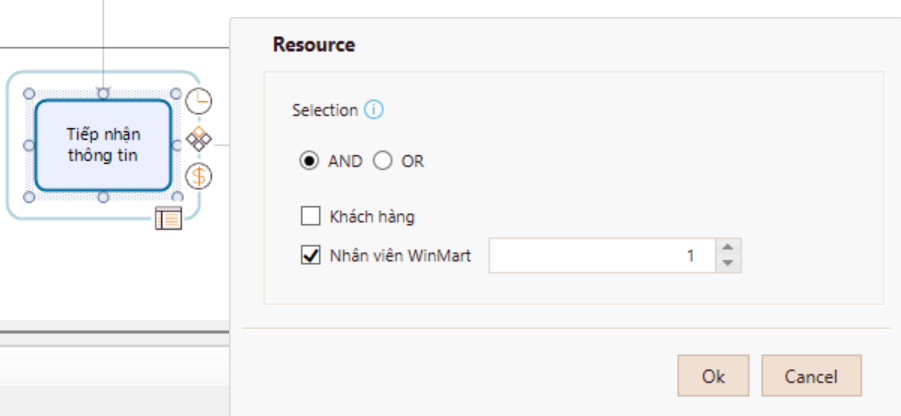 Resource
Selection
AND OR
Khách hàng
Nhân viên WinMart 1
Tiếp nhận
thông tin
Ok Cancel